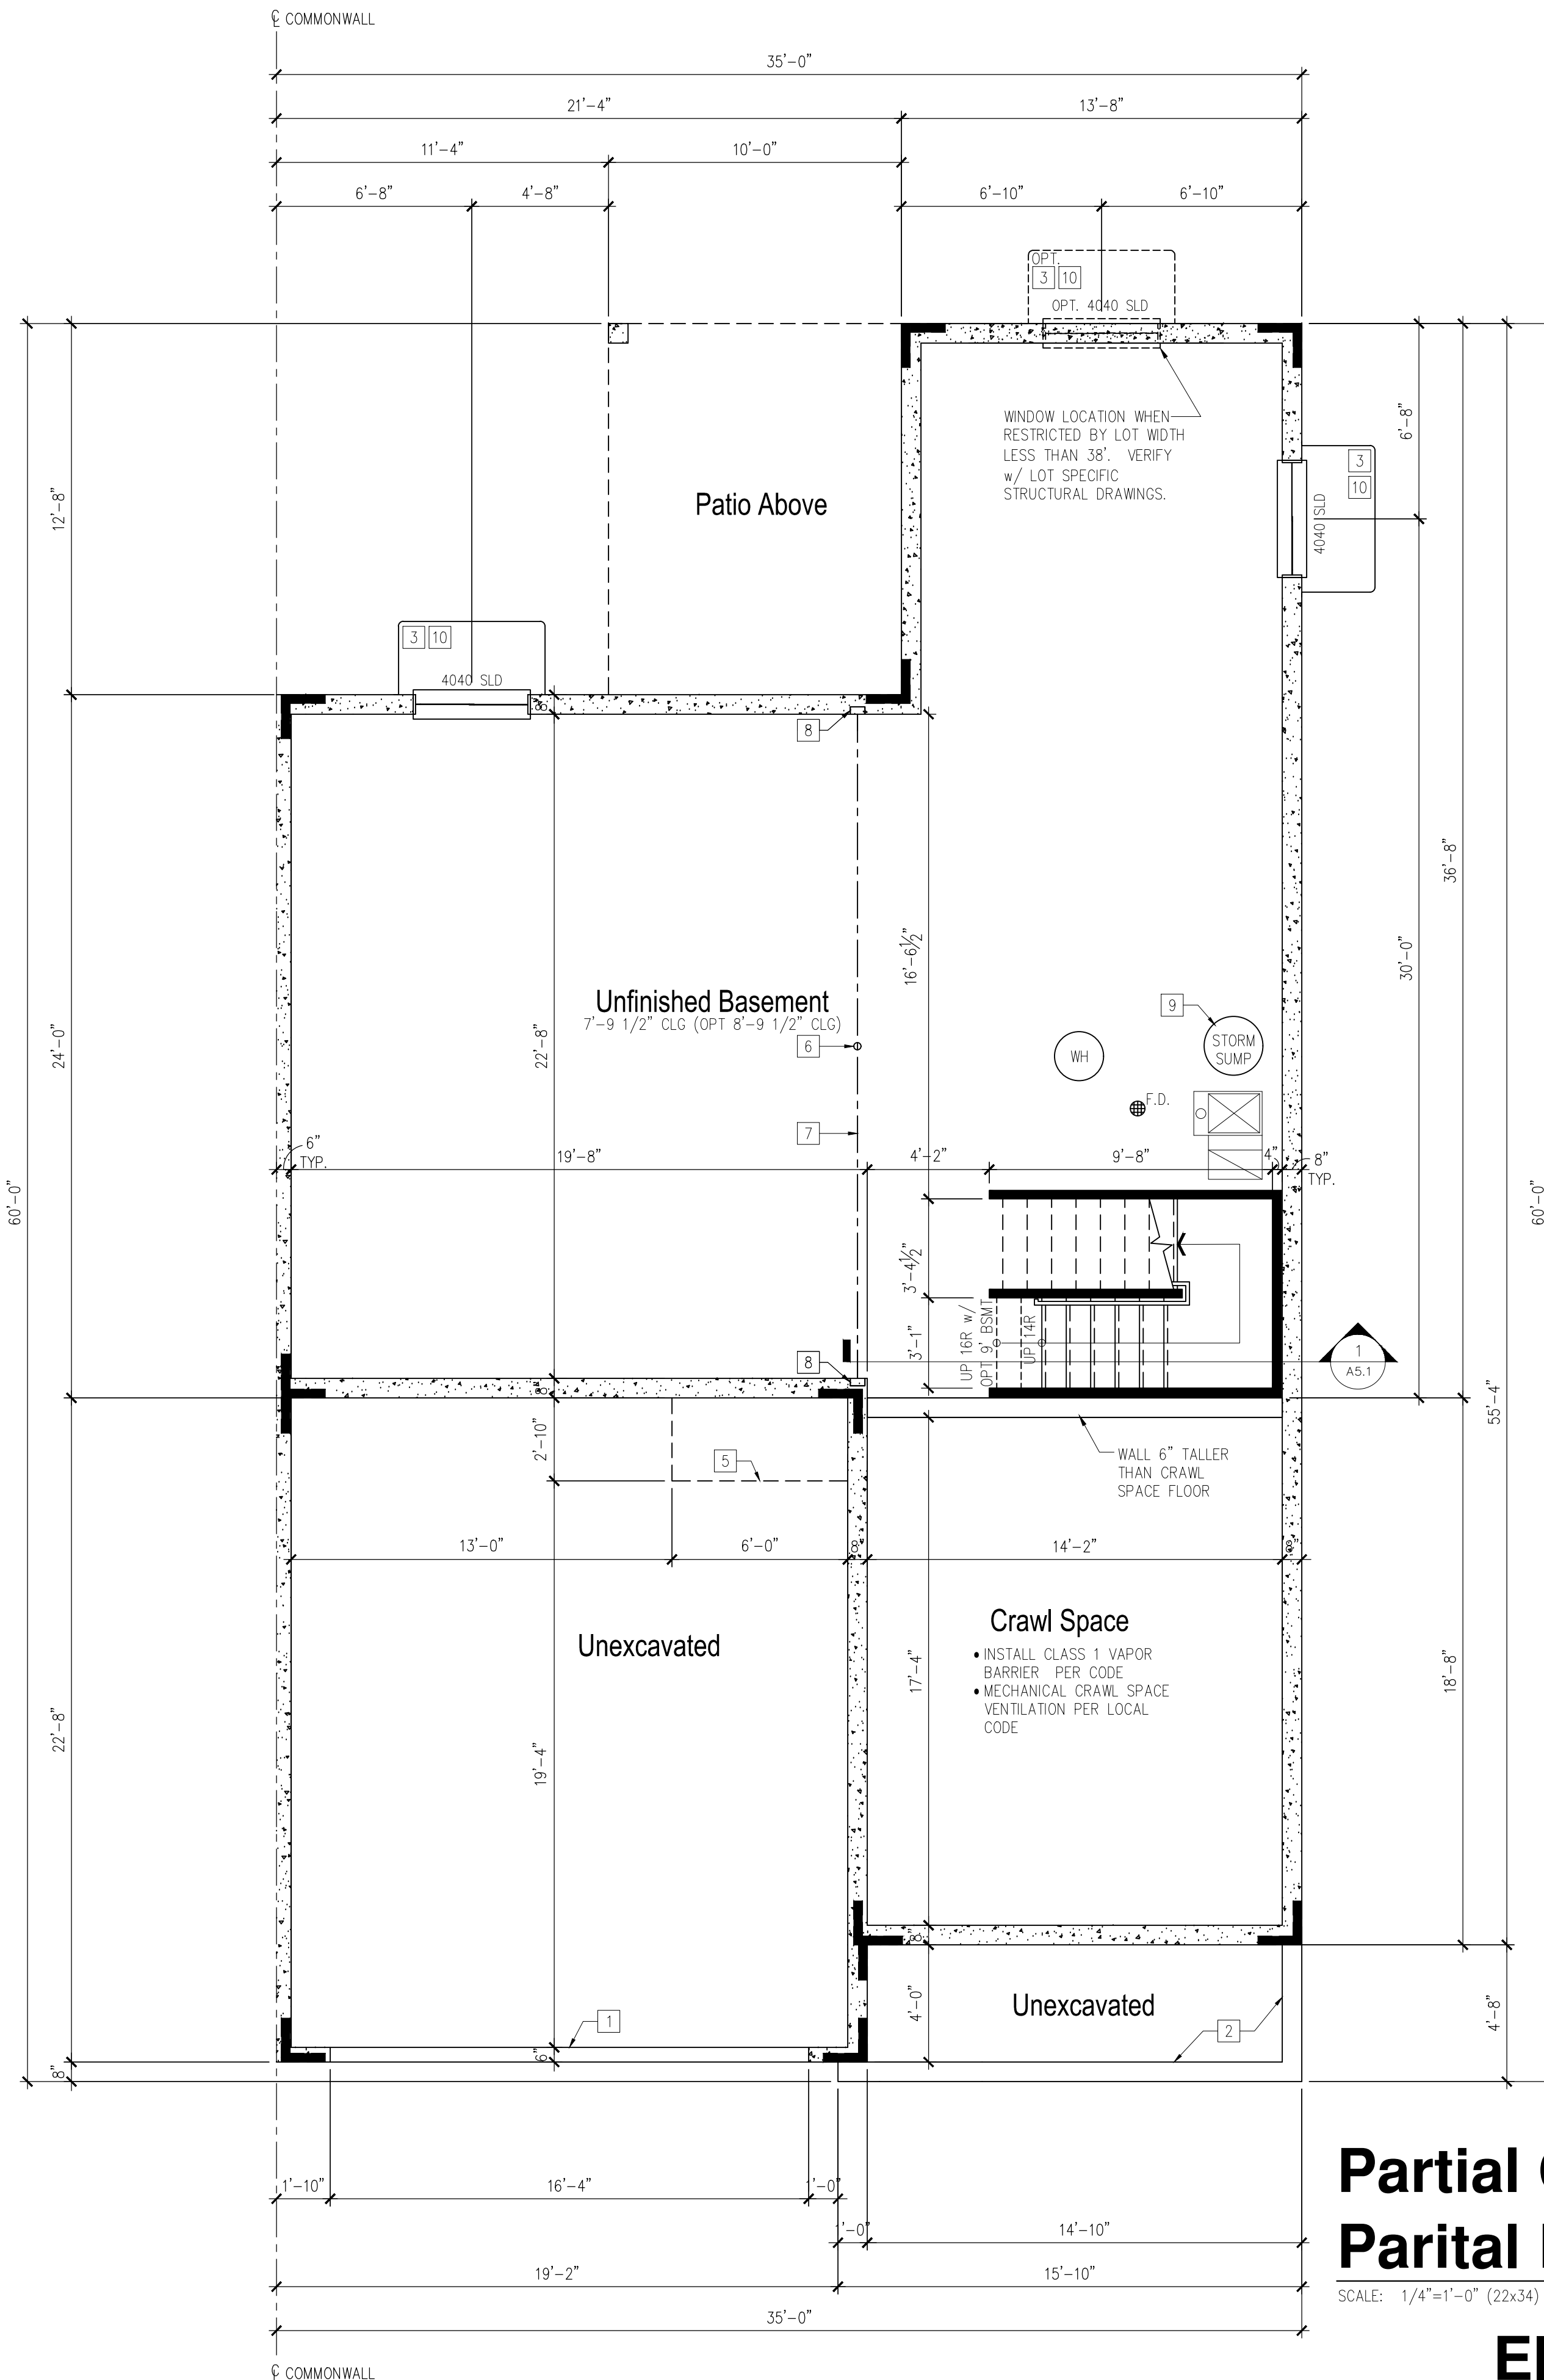 ℄ COMMONWALL
35'-0"
21'-4"
13'-8"
11'-4"
10'-0"
6'-8"
4'-8"
6'-10"
6'-10"
OPT.
3 10
OPT. 4040 SLD
WINDOW LOCATION WHEN
RESTRICTED BY LOT WIDTH
LESS THAN 38'. VERIFY
w/ LOT SPECIFIC
STRUCTURAL DRAWINGS.
6'-8"
3
10
4040 SLD
12'-8"
Patio Above
3 10
4040 SLD
8"
8
36'-8"
16'-6½"
30'-0"
Unfinished Basement
7'-9 1/2" CLG (OPT 8'-9 1/2" CLG)
24'-0"
22'-8"
6
9
STORM
SUMP
WH
F.D.
7
6"
TYP.
19'-8"
4'-2"
9'-8"
4"
8"
TYP.
60'-0"
60'-0"
3'-4½"
3'-1"
UP 16R w/
OPT 9' BSMT
UP 14R
8
1
A5.1
8"
55'-4"
2'-10"
5
WALL 6" TALLER
THAN CRAWL
SPACE FLOOR
13'-0"
6'-0"
8"
14'-2"
8"
Crawl Space
• INSTALL CLASS 1 VAPOR
BARRIER PER CODE
• MECHANICAL CRAWL SPACE
VENTILATION PER LOCAL
CODE
Unexcavated
17'-4"
18'-8"
22'-8"
19'-4"
8"
4'-0"
Unexcavated
4'-8"
1
2
6"
8"
1'-10"
16'-4"
1'-0"
1'-0"
14'-10"
19'-2"
15'-10"
35'-0"
Partial
Parital
SCALE: 1/4"=1'-0" (22x34)
℄ COMMONWALL